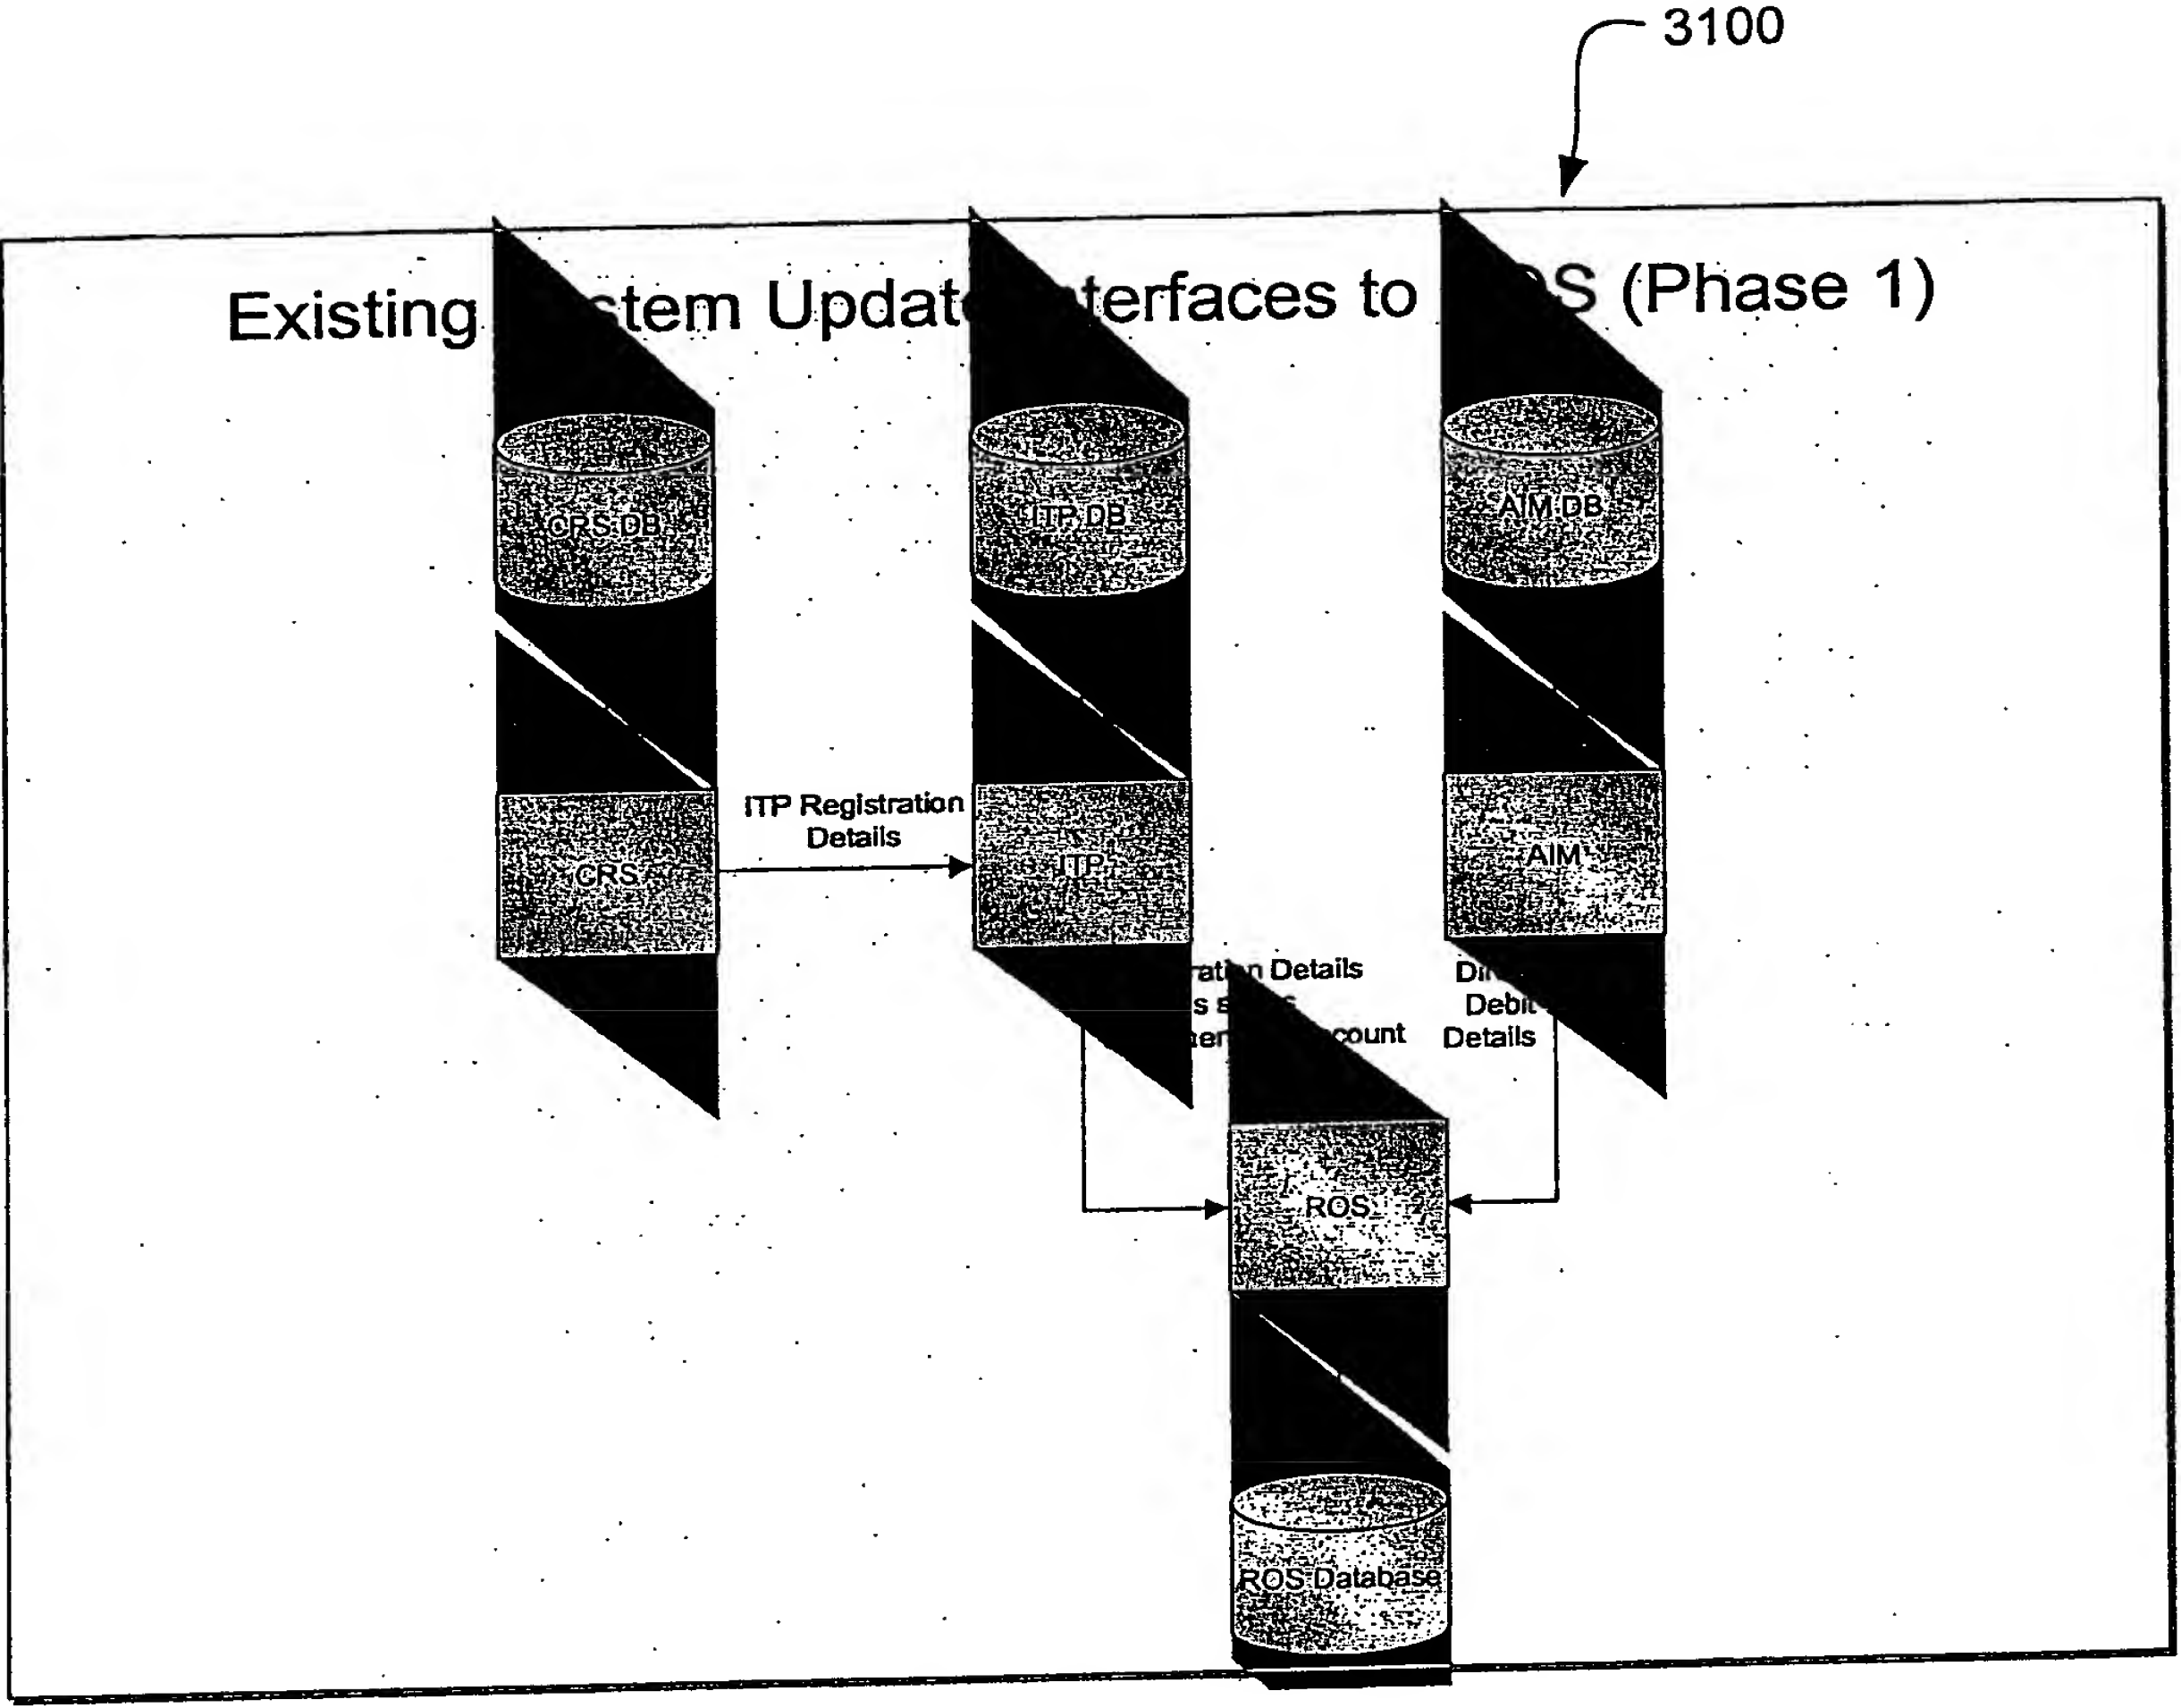 3100
Existing stem Updat terfaces to S (Phase 1)
CRS DB
ITP DB
AIM DB
ITP Registration
Details
CRS
ITP
AIM
Details
Debit
count
Details
ROS
ROS Database